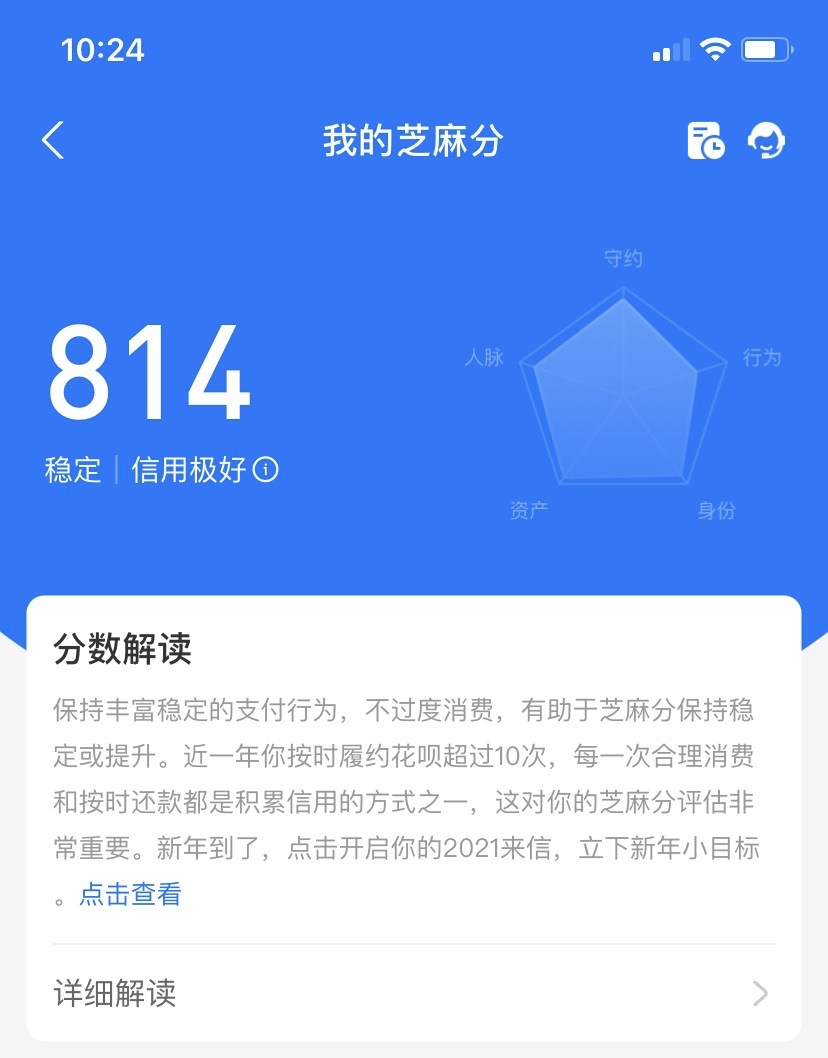 10:24
我的芝麻分
守约
人脉
行为
814
稳定 信用极好
资产
身份
分数解读
保持丰富稳定的支付行为，不过度消费，有助于芝麻分保持稳
定或提升。近一年你按时履约花呗超过10次，每一次合理消费
和按时还款都是积累信用的方式之一，这对你的芝麻分评估非
常重要。新年到了，点击开启你的2021来信，立下新年小目标
。点击查看
详细解读